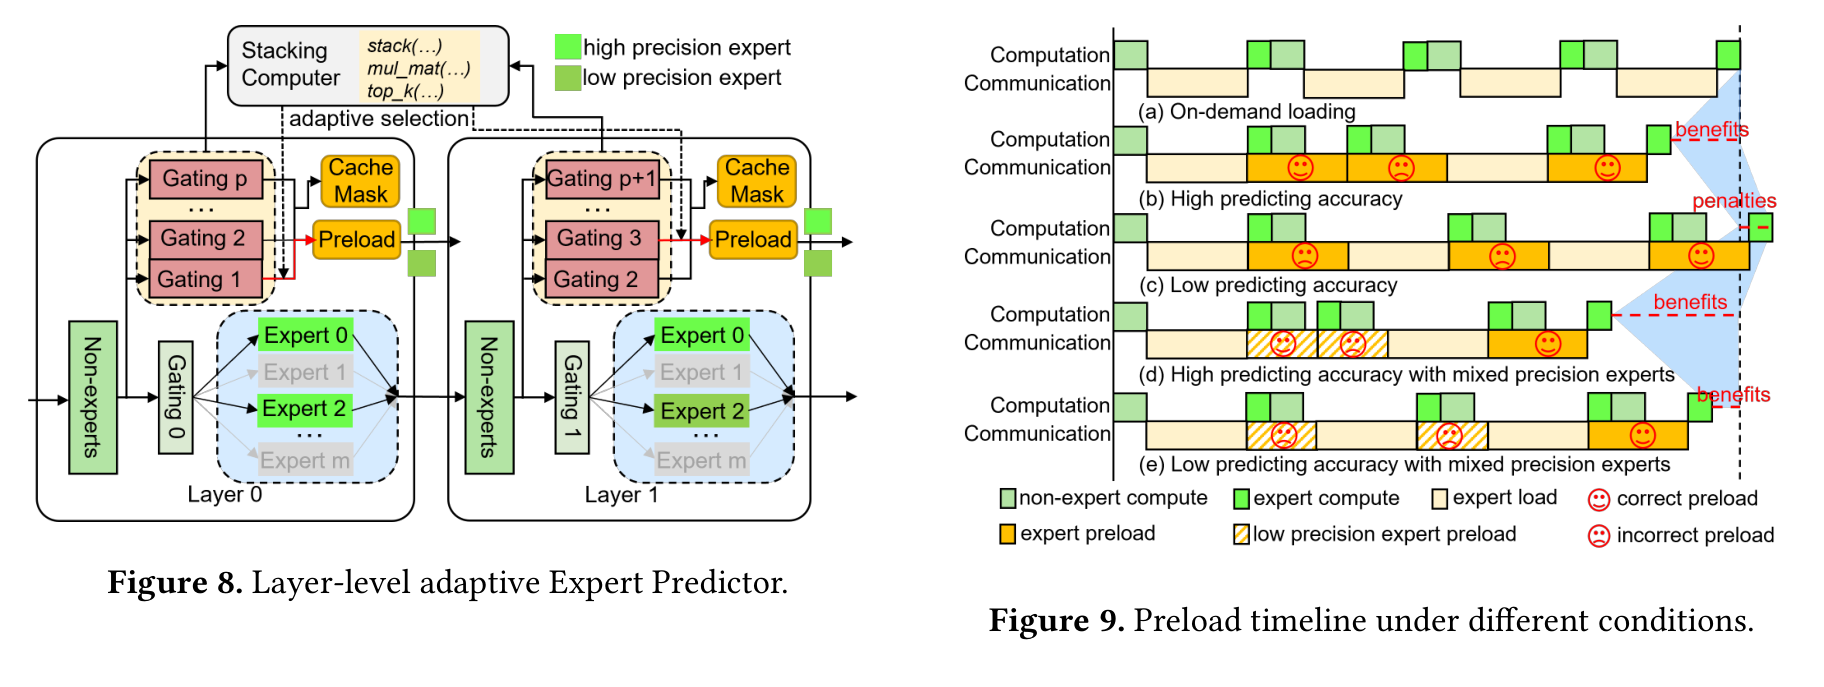 Stacking
Computer
stack(...)
mul_mat(...)
top_k(...)
high precision expert
low precision expert
adaptive selection
Gating p
...
Gating 2
Gating 1
Cache
Mask
Preload
Non-experts
Gating 0
Expert 0
Expert 1
Expert 2
...
Expert m
Layer 0
Gating p+1
...
Gating 3
Gating 2
Cache
Mask
Preload
Non-experts
Gating 1
Expert 0
Expert 1
Expert 2
...
Expert m
Layer 1
Figure 8. Layer-level adaptive Expert Predictor.
Computation
Communication
(a) On-demand loading
Computation
benefits
Communication
(b) High predicting accuracy
penalties
Computation
Communication
(c) Low predicting accuracy
benefits
Computation
Communication
(d) High predicting accuracy with mixed precision experts
benefits
Computation
Communication
(e) Low predicting accuracy with mixed precision experts
non-expert compute
expert compute
expert load
correct preload
expert preload
low precision expert preload
incorrect preload
Figure 9. Preload timeline under different conditions.